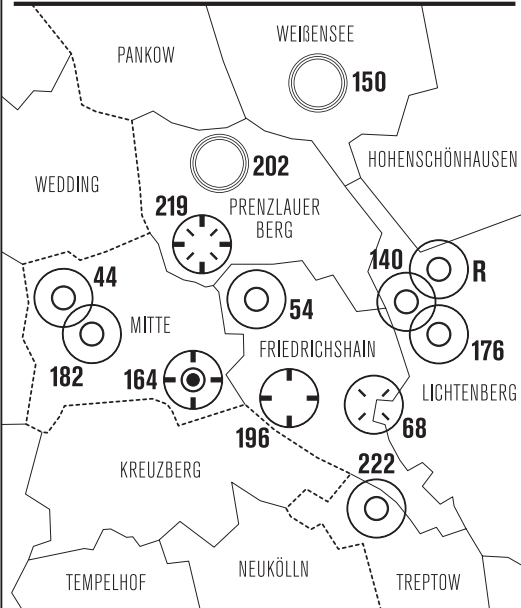 WEIßENSEE
PANKOW
150
HOHENSCHÖNHAUSEN
202
WEDDING
219
PRENZLAUER
BERG
140
R
44
54
MITTE
176
FRIEDRICHSHAIN
182
164
LICHTENBERG
196
68
222
KREUZBERG
NEUKÖLLN
TEMPELHOF
TREPTOW